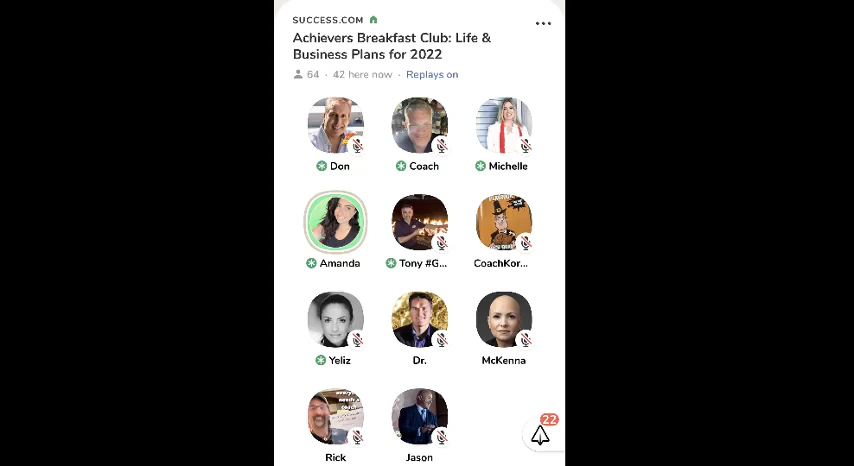 SUCCESS.COM
Achievers Breakfast Club: Life &
Business Plans for 2022
64 · 42 here now · Replays on
Don Coach Michelle
Amanda Tony #G... CoachKor...
Yeliz Dr. McKenna
Rick Jason
22